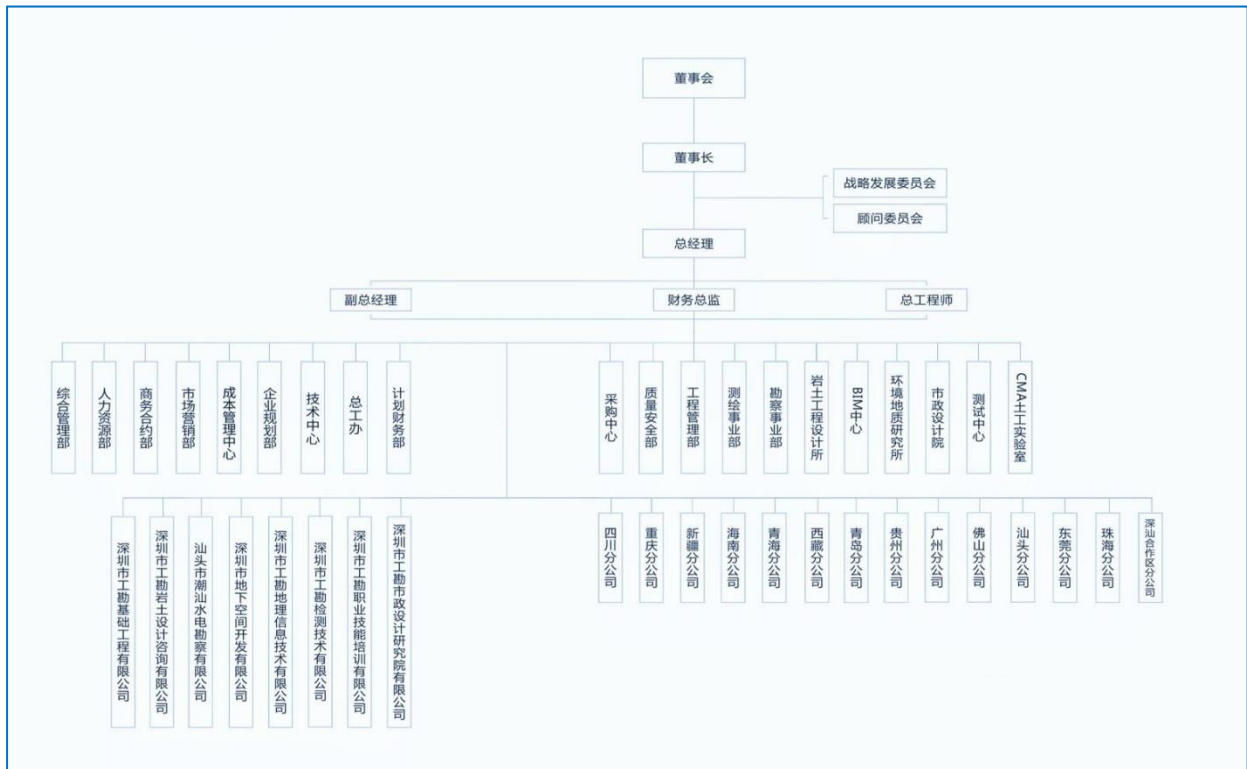 董事会
董事长
战略发展委员会
顾问委员会
总经理
副总经理
财务总监
总工程师
综合管理部
人力资源部
商务合约部
市场营销部
成本管理中心
企业规划部
技术中心
总工办
计划财务部
采购中心
质量安全部
工程管理部
测绘事业部
勘察事业部
岩土工程设计所
BIM中心
环境地质研究所
市政设计院
测试中心
CMA土工实验室
深圳市工勘基础工程有限公司
深圳市工勘岩土设计咨询有限公司
汕头市潮汕水电勘察有限公司
深圳市地下空间开发有限公司
深圳市工勘地理信息技术有限公司
深圳市工勘检测技术有限公司
深圳市工勘职业技能培训有限公司
深圳市工勘市政设计研究院有限公司
四川分公司
重庆分公司
新疆分公司
海南分公司
青海分公司
西藏分公司
青岛分公司
贵州分公司
广州分公司
佛山分公司
汕头分公司
东莞分公司
珠海分公司
深汕合作区分公司